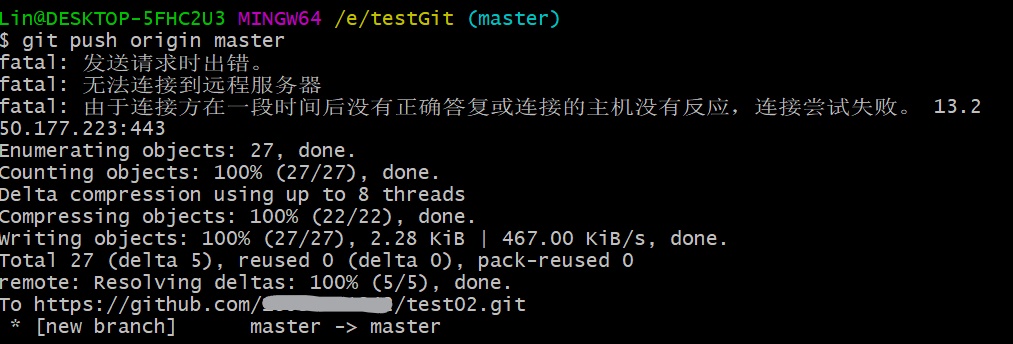 Lin@DESKTOP-5FHC2U3 MINGW64 /e/testGit (master)
$ git push origin master
fatal: 发送请求时出错。
fatal: 无法连接到远程服务器
fatal: 由于连接方在一段时间后没有正确答复或连接的主机没有反应，连接尝试失败。 13.2
50.177.223:443
Enumerating objects: 27, done.
Counting objects: 100% (27/27), done.
Delta compression using up to 8 threads
Compressing objects: 100% (22/22), done.
Writing objects: 100% (27/27), 2.28 KiB | 467.00 KiB/s, done.
Total 27 (delta 5), reused 0 (delta 0), pack-reused 0
remote: Resolving deltas: 100% (5/5), done.
To https://github.com/ /test02.git
 * [new branch]      master -> master